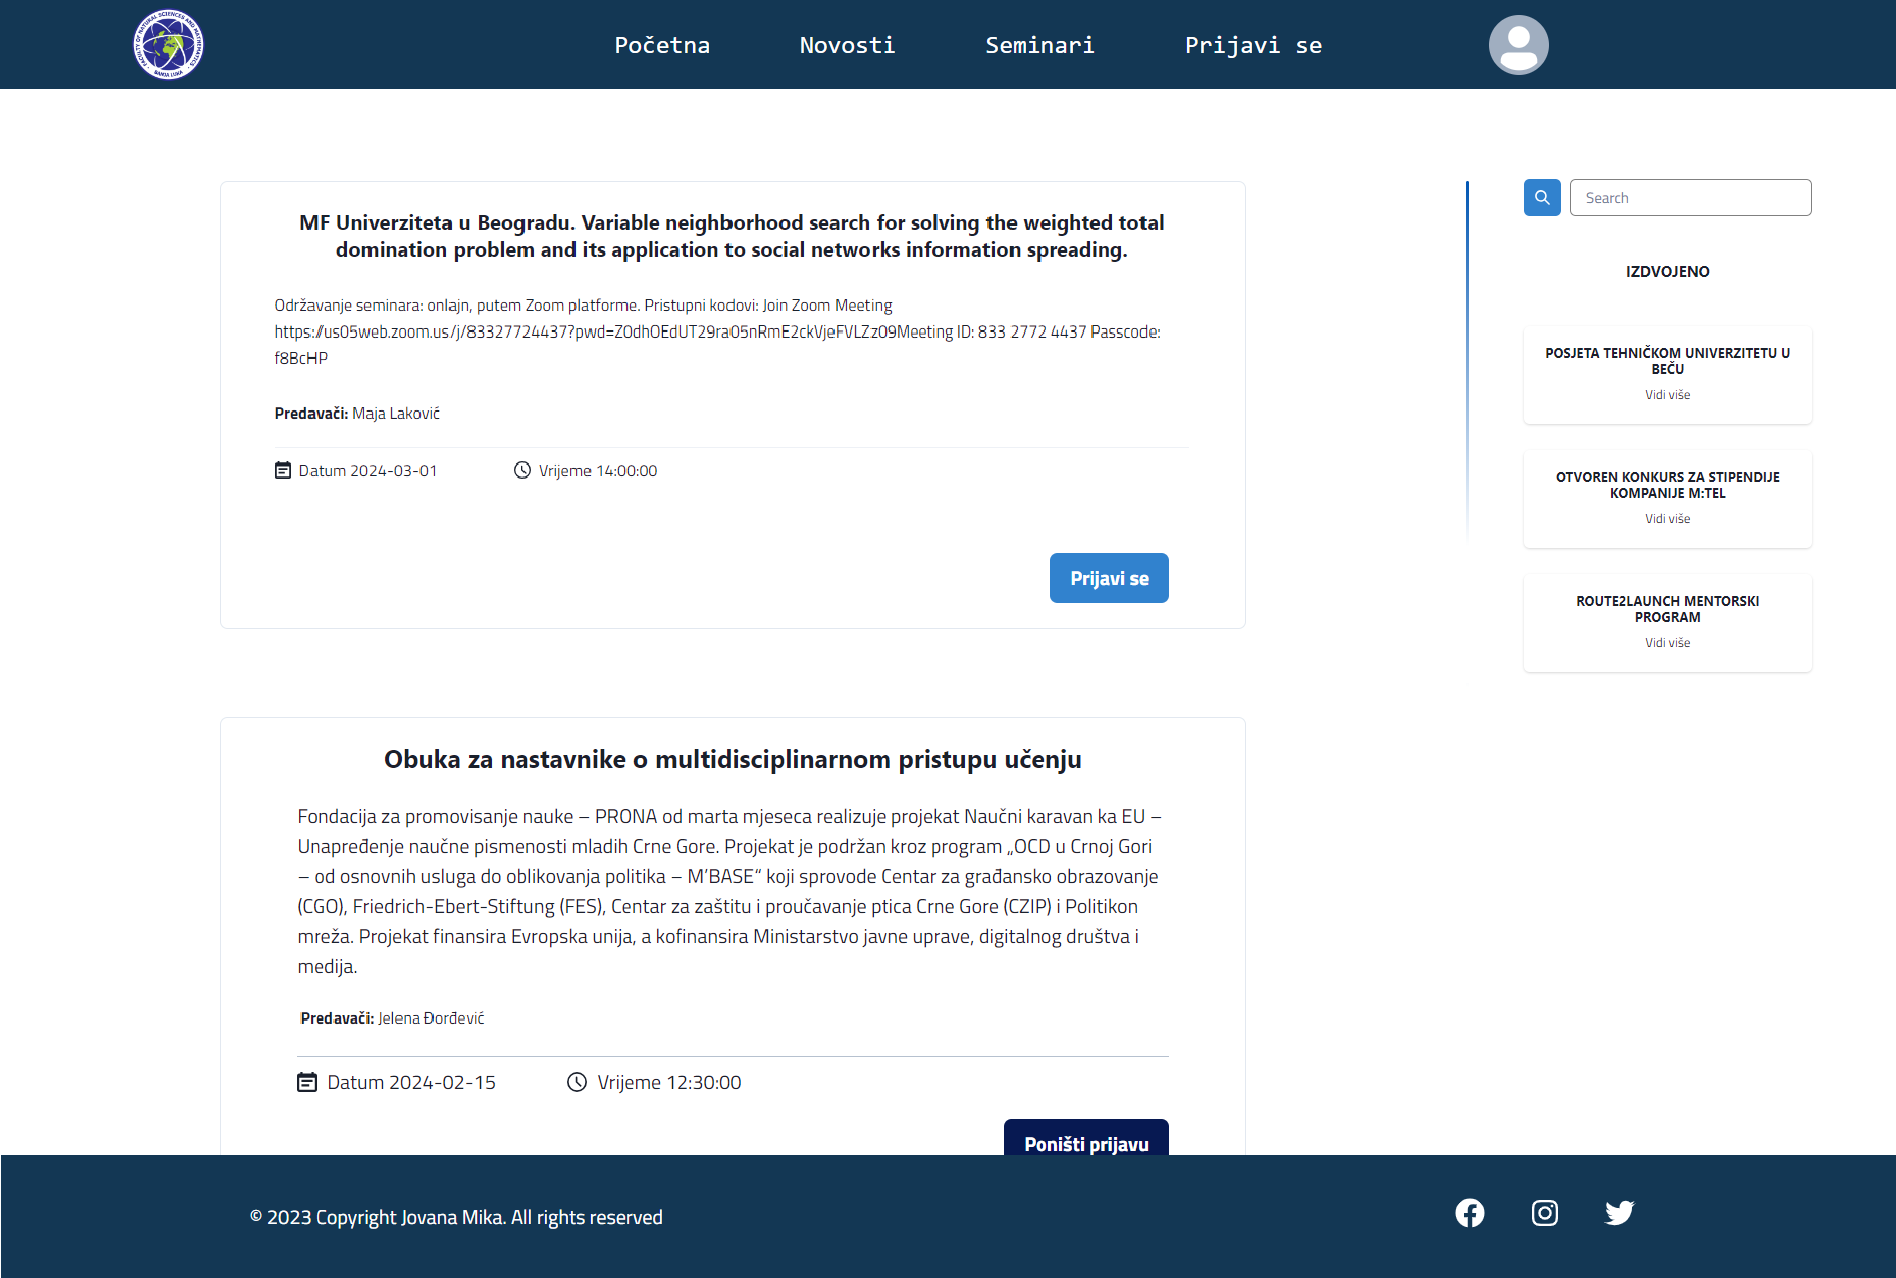 FACULTY OF NATURAL SCIENCES AND MATHEMATICS
BANJA LUKA
Početna Novosti Seminari Prijavi se
MF Univerziteta u Beogradu. Variable neighborhood search for solving the weighted total
domination problem and its application to social networks information spreading.
Održavanje seminara: onlajn, putem Zoom platforme. Pristupni kodovi: Join Zoom Meeting
https://us05web.zoom.us/j/83327724437?pwd=ZOdhOEdUT29ra05nRmE2ckVjeFVLZz09Meeting ID: 833 2772 4437 Passcode:
f8BcHP
Predavači: Maja Laković
Datum 2024-03-01 Vrijeme 14:00:00
Prijavi se
Search
IZDVOJENO
POSJETA TEHNIČKOM UNIVERZITETU U
BEČU
Vidi više
OTVOREN KONKURS ZA STIPENDIJE
KOMPANIJE M:TEL
Vidi više
ROUTE2LAUNCH MENTORSKI
PROGRAM
Vidi više
Obuka za nastavnike o multidisciplinarnom pristupu učenju
Fondacija za promovisanje nauke – PRONA od marta mjeseca realizuje projekat Naučni karavan ka EU –
Unapređenje naučne pismenosti mladih Crne Gore. Projekat je podržan kroz program „OCD u Crnoj Gori
– od osnovnih usluga do oblikovanja politika – M’BASE“ koji sprovode Centar za građansko obrazovanje
(CGO), Friedrich-Ebert-Stiftung (FES), Centar za zaštitu i proučavanje ptica Crne Gore (CZIP) i Politikon
mreža. Projekat finansira Evropska unija, a kofinansira Ministarstvo javne uprave, digitalnog društva i
medija.
Predavači: Jelena Đorđević
Datum 2024-02-15 Vrijeme 12:30:00
Poništi prijavu
© 2023 Copyright Jovana Mika. All rights reserved